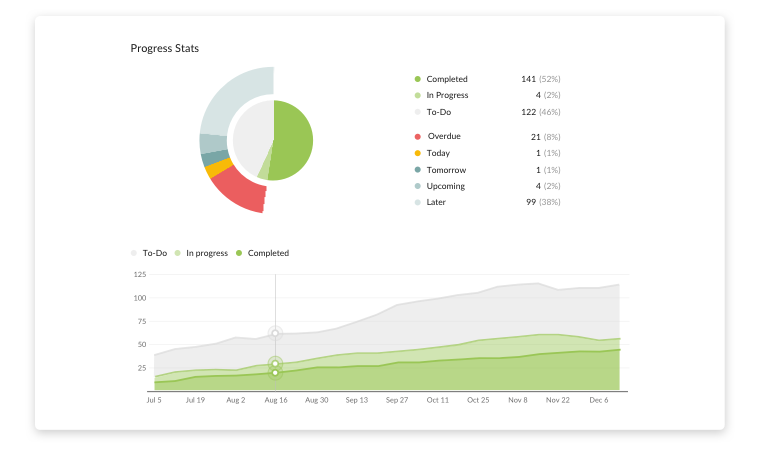 Progress Stats
Completed 141 (52%)
In Progress 4 (2%)
To-Do 122 (46%)
Overdue 21 (8%)
Today 1 (1%)
Tomorrow 1 (1%)
Upcoming 4 (2%)
Later 99 (38%)
To-Do In progress Completed
125
100
75
50
25
Jul 5 Jul 19 Aug 2 Aug 16 Aug 30 Sep 13 Sep 27 Oct 11 Oct 25 Nov 8 Nov 22 Dec 6